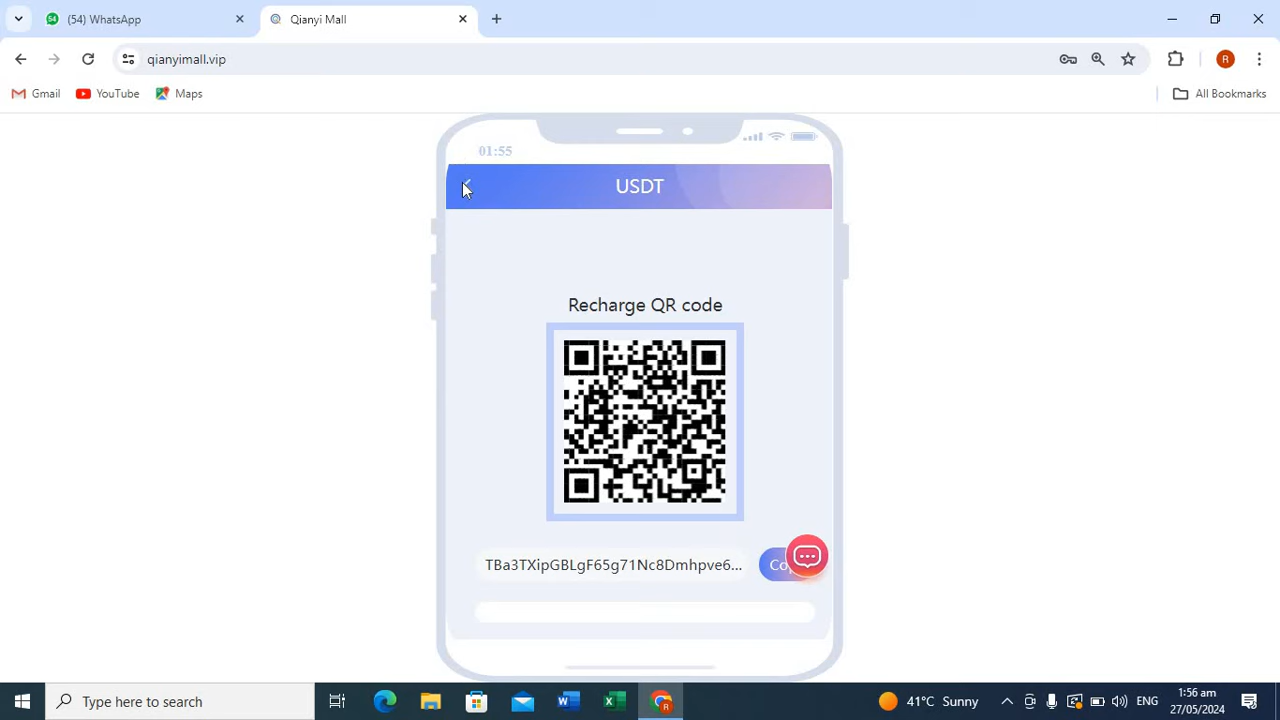 (54) WhatsApp
Qianyi Mall
qianyimall.vip
R
Gmail
YouTube
Maps
All Bookmarks
01:55
USDT
Recharge QR code
TBa3TXipGBLgF65g71Nc8Dmhpve6...
Type here to search
41°C Sunny
ENG
1:56 am
27/05/2024